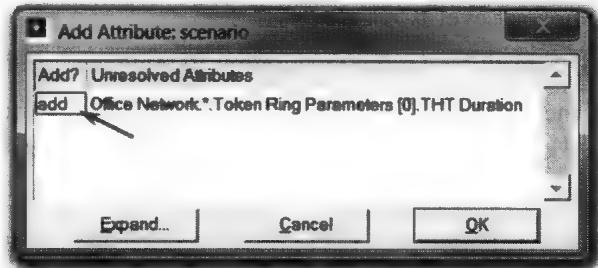 Add Attribute: scenario
Add? Unresolved Attributes
add Office Network.*.Token Ring Parameters [0].THT Duration
Expand... Cancel OK